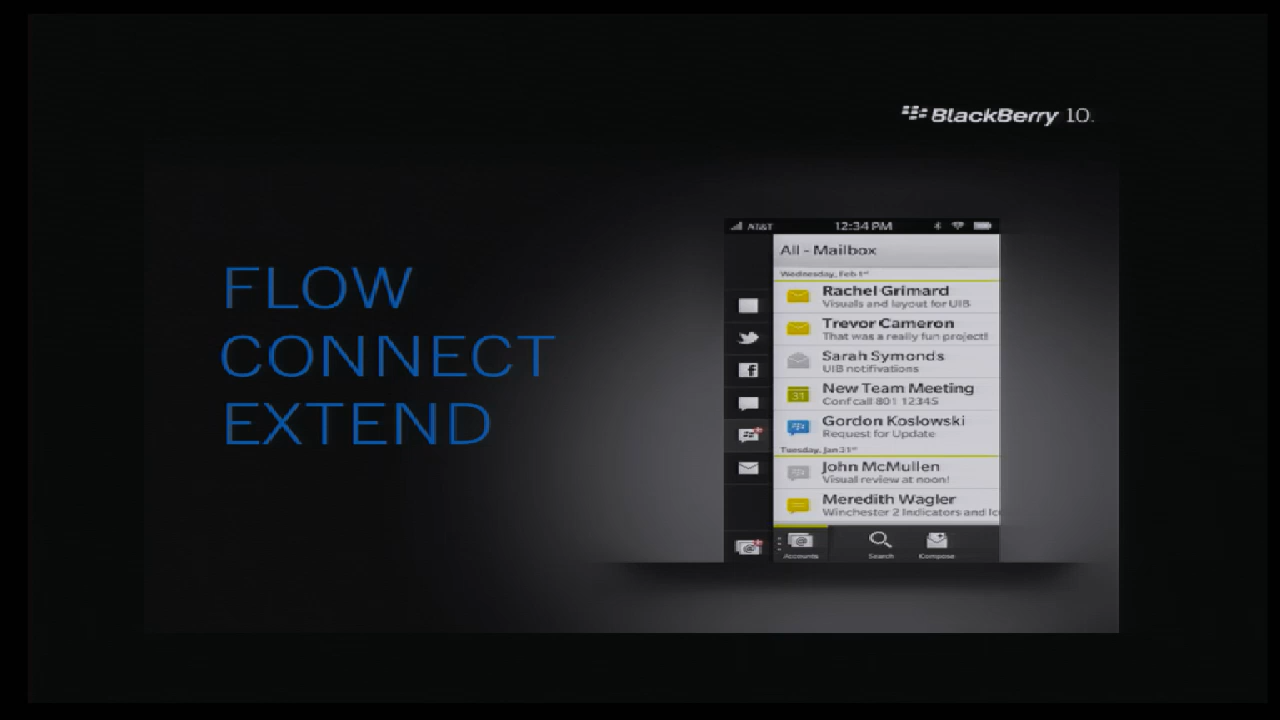 BlackBerry 10.
FLOW
CONNECT
EXTEND
AT&T 12:34 PM
All - Mailbox
Wednesday, Feb 1st
Rachel Grimard
Visuals and layout for UIB
Trevor Cameron
That was a really fun project!
Sarah Symonds
UIB notifivations
31
New Team Meeting
Conf call 801 12345
Gordon Koslowski
Request for Update
Tuesday, Jan 31st
John McMullen
Visual review at noon!
Meredith Wagler
Winchester 2 Indicators and Ic
Accounts
Search
Compose